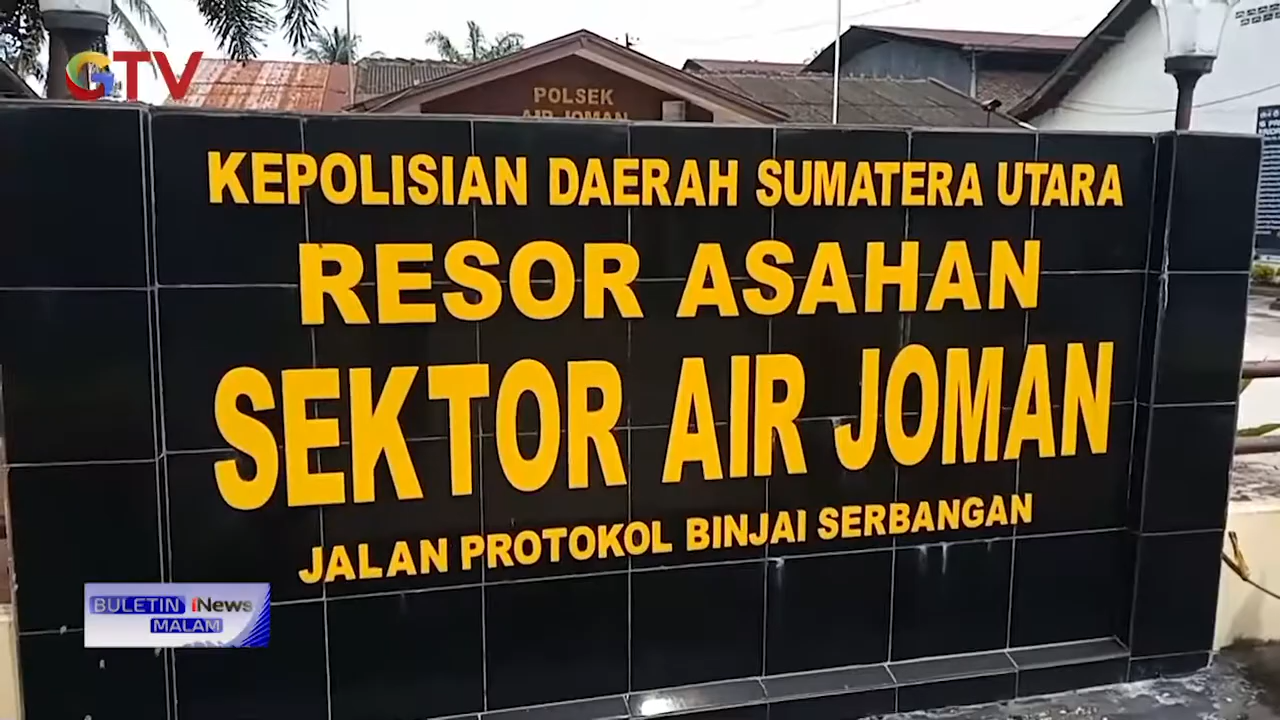 GTV
POLSEK
AIR JOMAN
KEPOLISIAN DAERAH SUMATERA UTARA
RESOR ASAHAN
SEKTOR AIR JOMAN
JALAN PROTOKOL BINJAI SERBANGAN
BULETIN iNews
MALAM